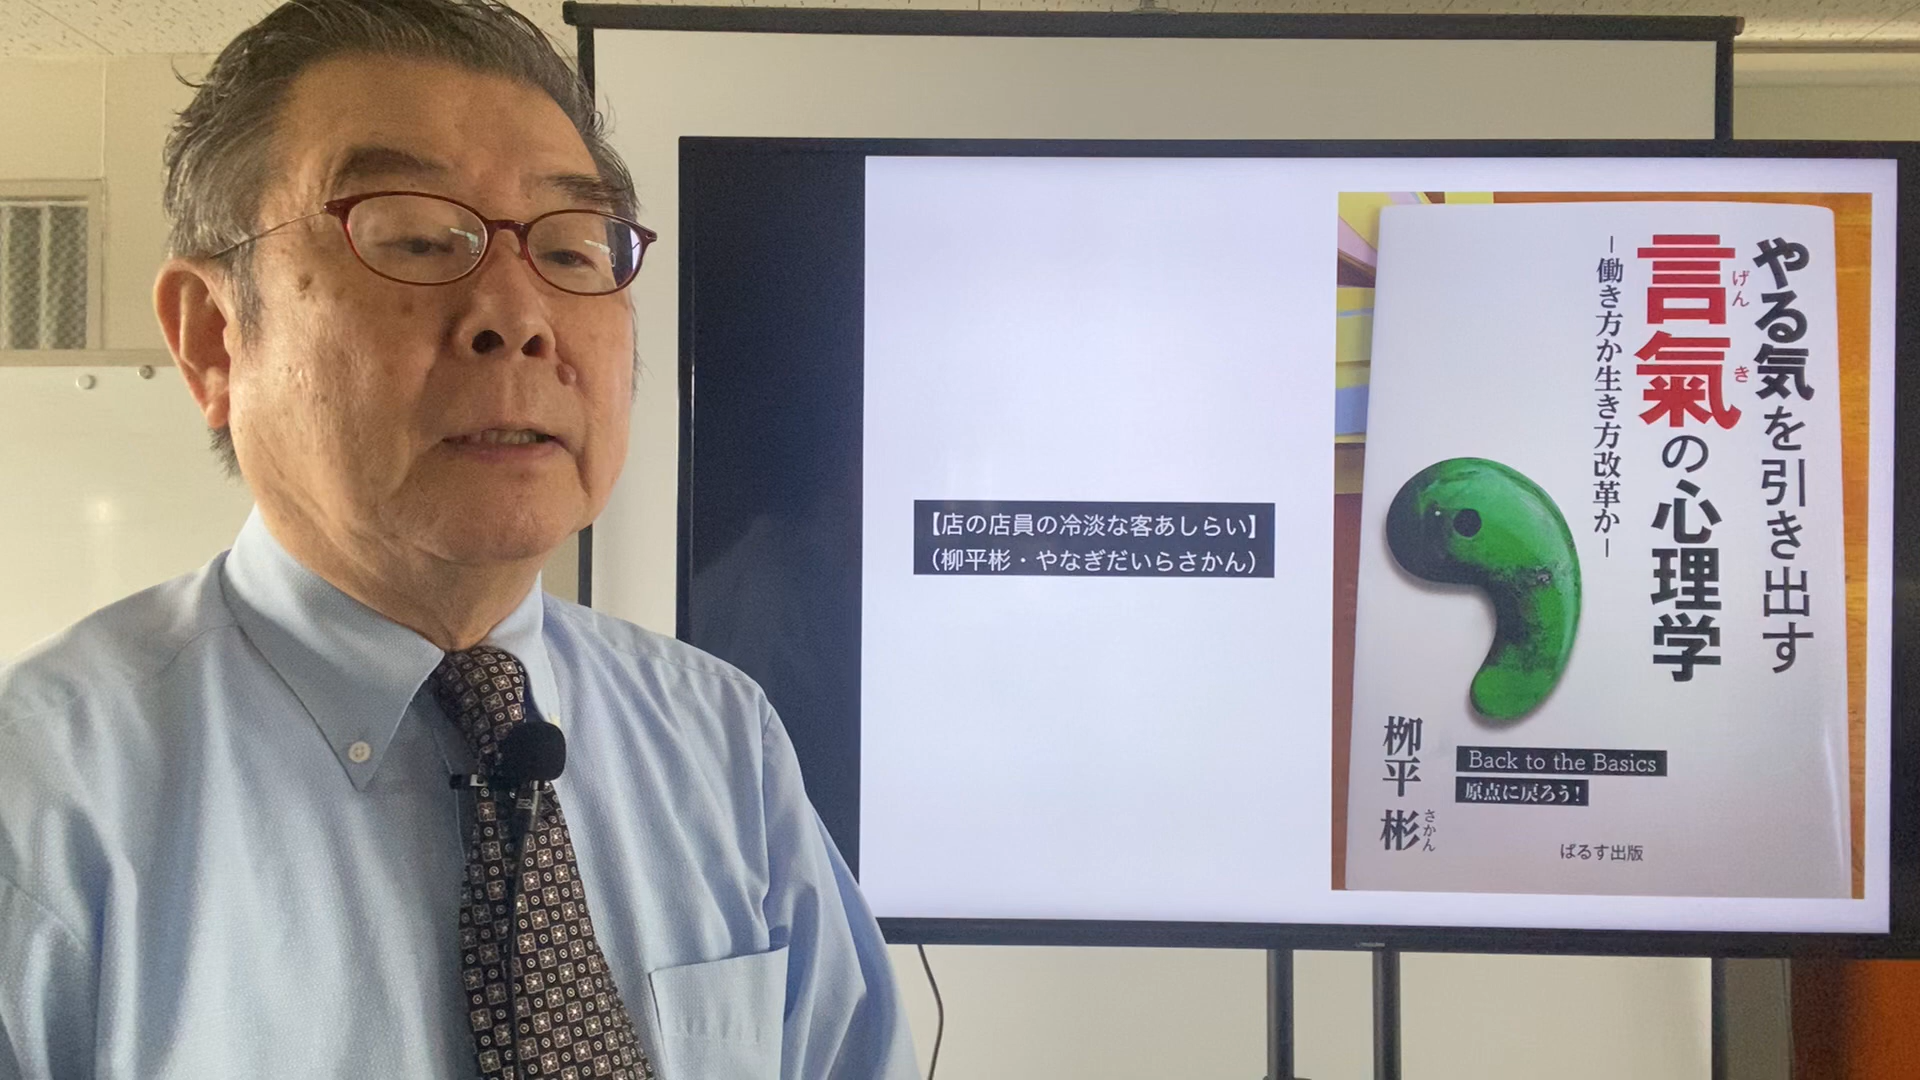 【店の店員の冷淡な客あしらい】
（柳平彬・やなぎだいらさかん）
やる気を引き出す
言氣の心理学
げんき
－働き方か生き方改革か－
栁平 彬
さかん
Back to the Basics
原点に戻ろう！
ぱるす出版